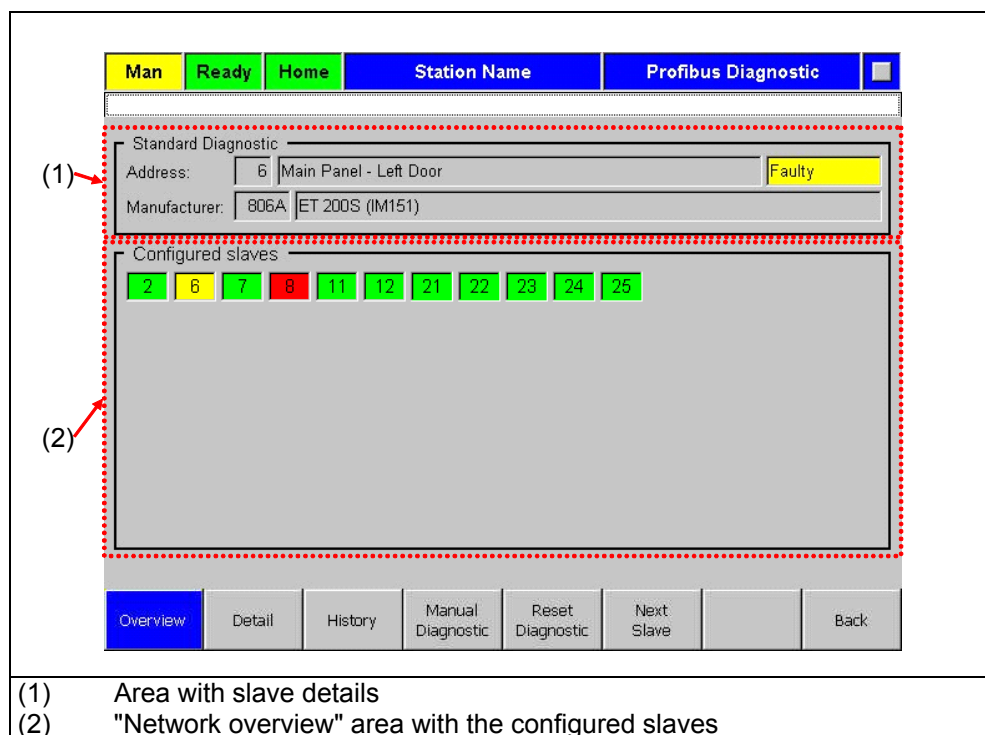 Man Ready Home Station Name Profibus Diagnostic
Standard Diagnostic
(1)
Address: 6 Main Panel - Left Door Faulty
Manufacturer: 806A ET 200S (IM151)
Configured slaves
2 6 7 8 11 12 21 22 23 24 25
(2)
Overview Detail History Manual Diagnostic Reset Diagnostic Next Slave Back
(1) Area with slave details
(2) "Network overview" area with the configured slaves